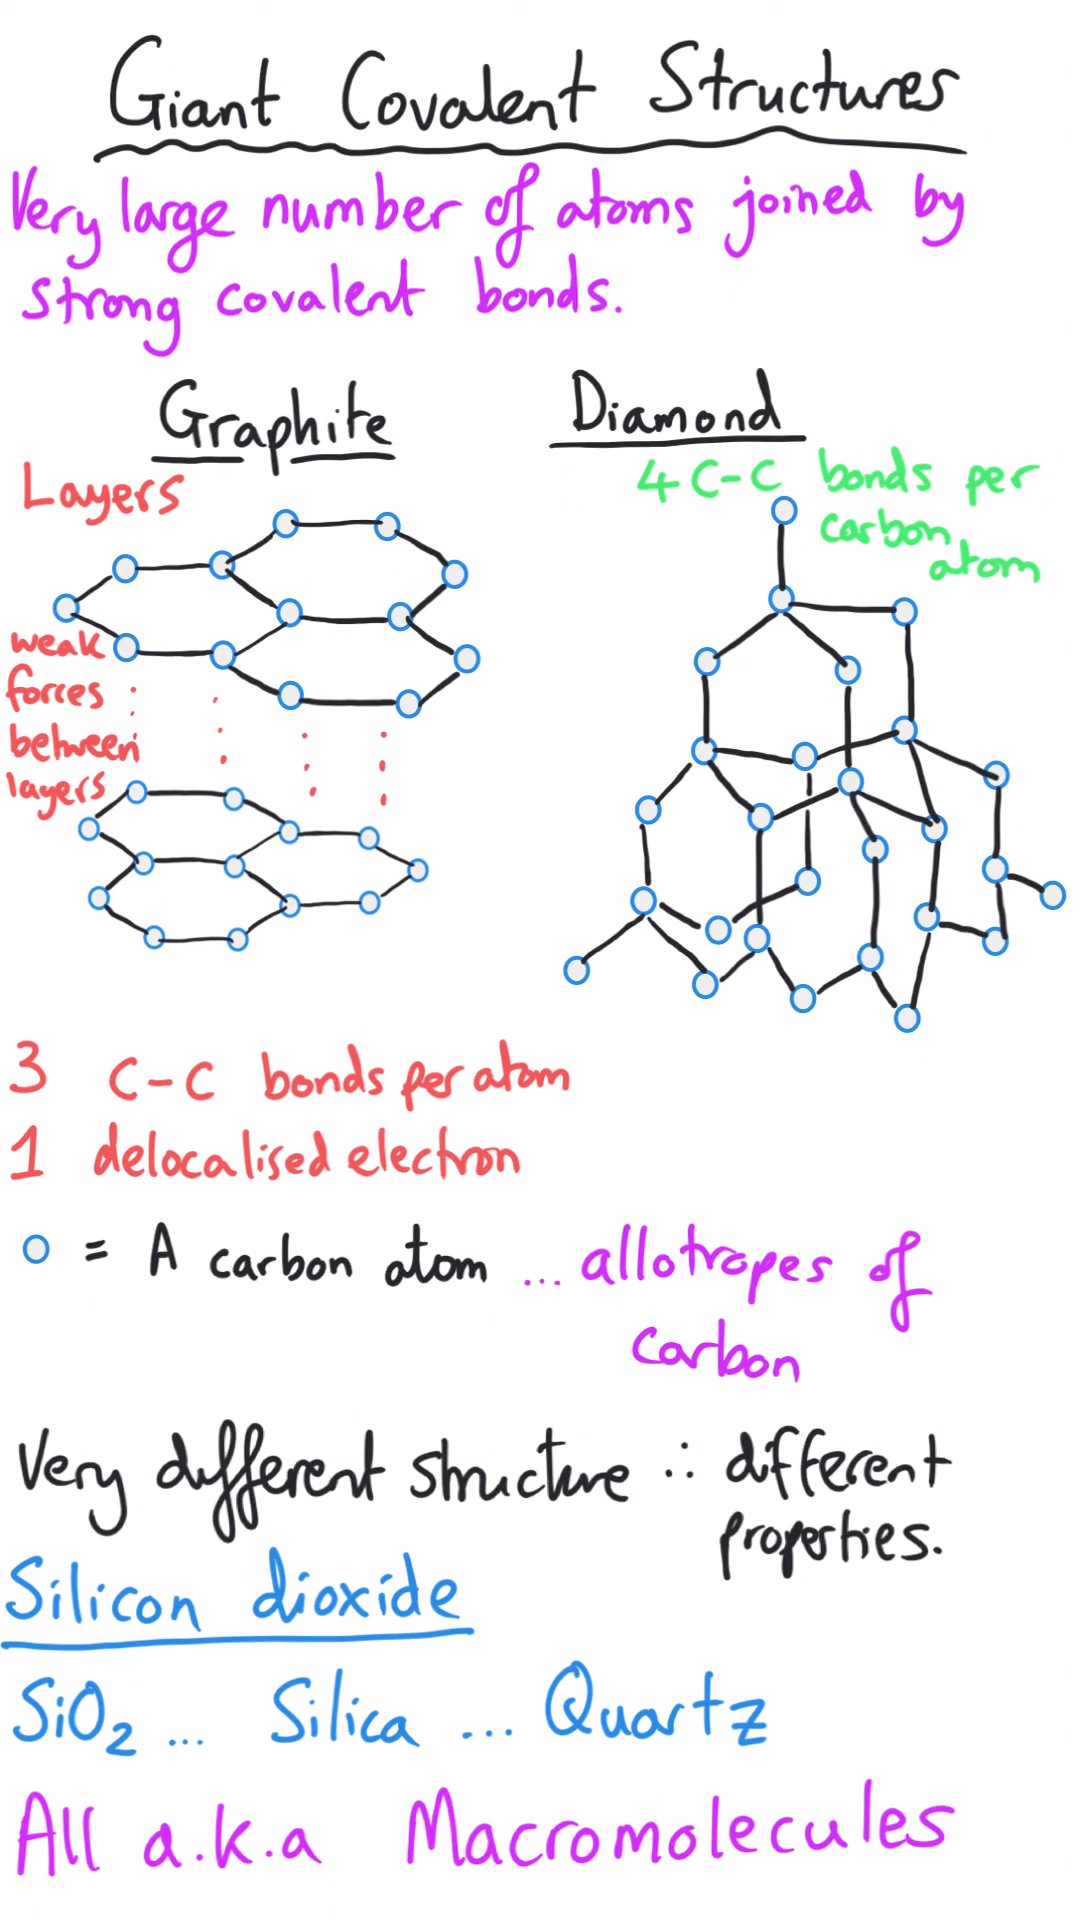 Giant Covalent Structures
Very large number of atoms joined by
strong covalent bonds.
Graphite
Layers
weak
forces
between
layers
Diamond
4 C-C bonds per
carbon
atom
3 C-C bonds per atom
1 delocalised electron
= A carbon atom ... allotropes of
carbon
Very different structure ∴ different
properties.
Silicon dioxide
SiO₂ ... Silica ... Quartz
All a.k.a Macromolecules